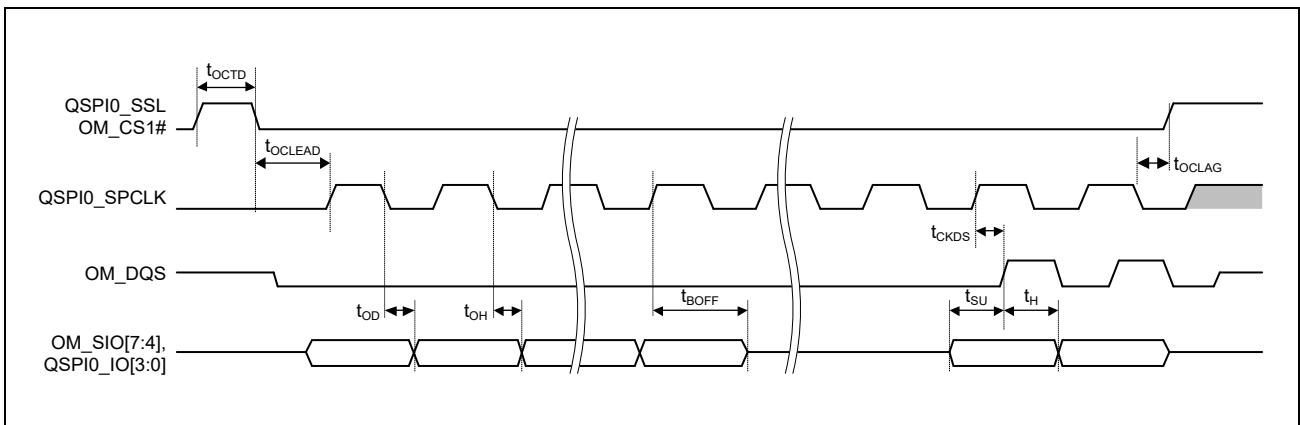 tOCTD
QSPI0_SSL
OM_CS1#
tOCLEAD
tOCLAG
QSPI0_SPCLK
tCKDS
OM_DQS
tOD
tOH
tBOFF
tSU
tH
OM_SIO[7:4],
QSPI0_IO[3:0]